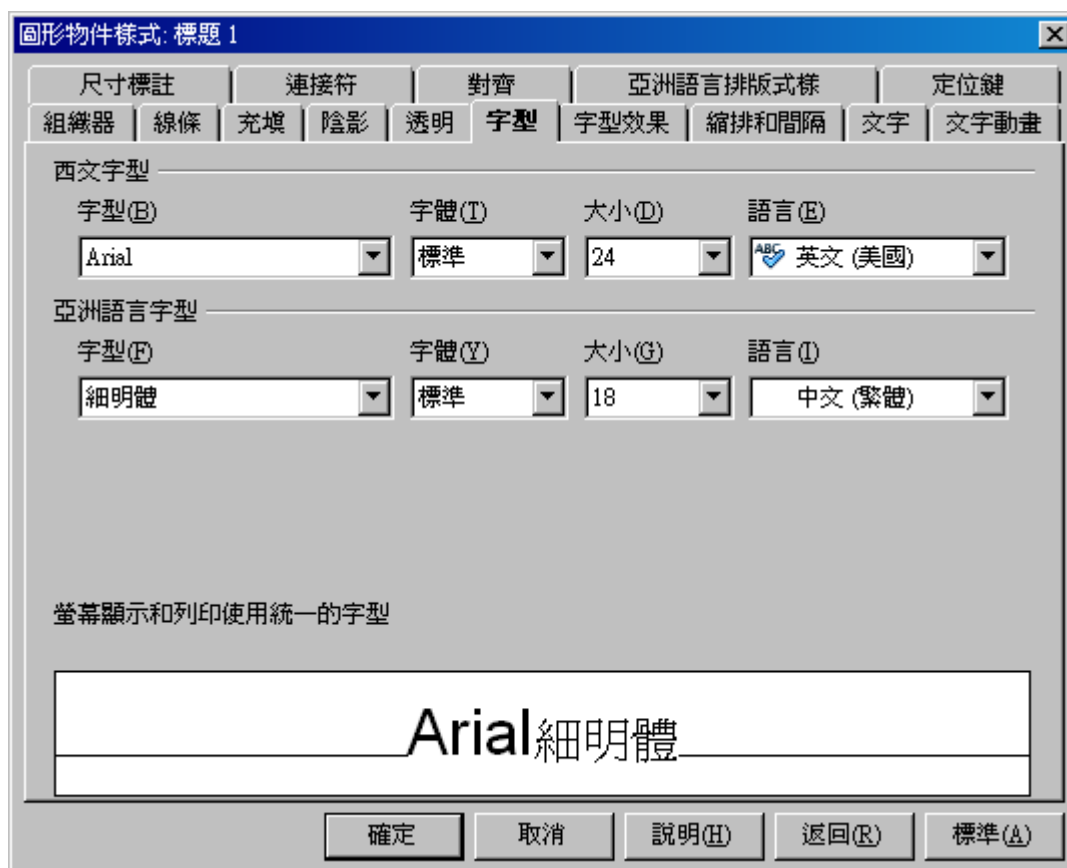 圖形物件樣式: 標題 1
尺寸標註 連接符 對齊 亞洲語言排版式樣 定位鍵
組織器 線條 充塡 陰影 透明 字型 字型效果 縮排和間隔 文字 文字動畫
西文字型
字型(B) 字體(T) 大小(D) 語言(E)
Arial 標準 24 ABC 英文 (美國)
亞洲語言字型
字型(F) 字體(Y) 大小(G) 語言(I)
細明體 標準 18 中文 (繁體)
螢幕顯示和列印使用統一的字型
Arial細明體
確定 取消 說明(H) 返回(R) 標準(A)